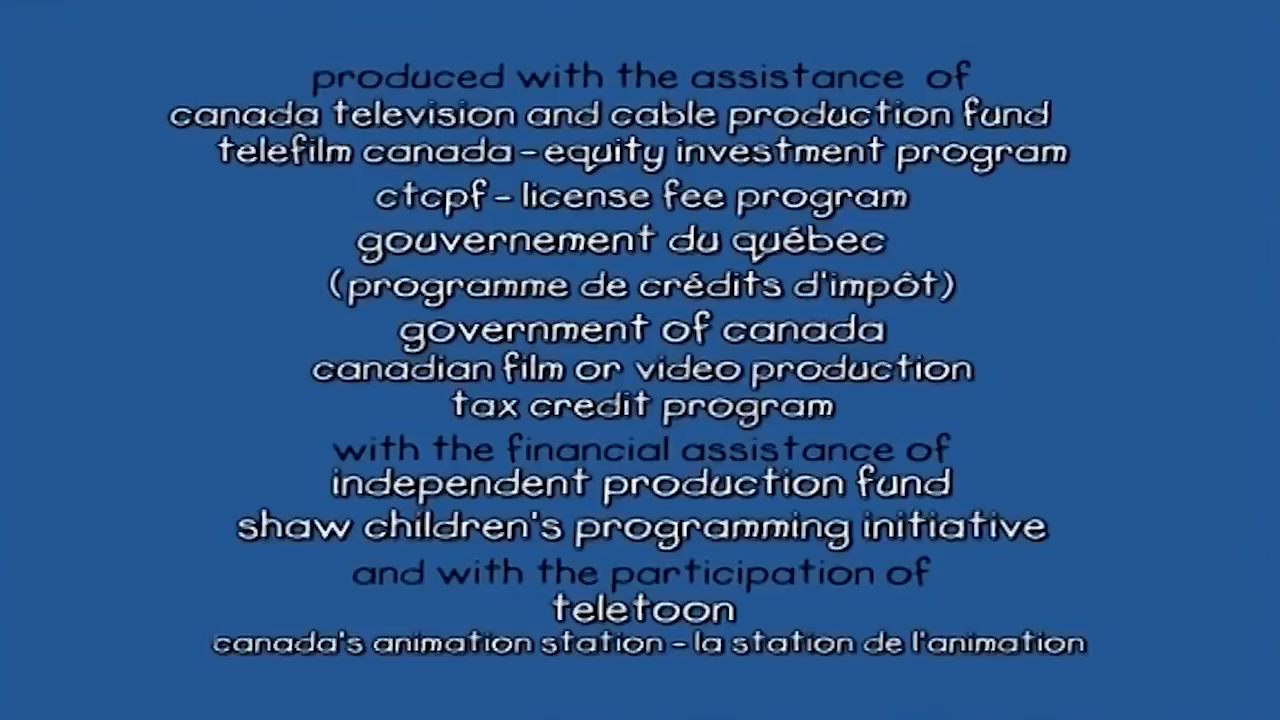 produced with the assistance of
canada television and cable production fund
telefilm canada - equity investment program
ctcpf - license fee program
gouvernement du québec
(programme de crédits d'impôt)
government of canada
canadian film or video production
tax credit program
with the financial assistance of
independent production fund
shaw children's programming initiative
and with the participation of
teletoon
canada's animation station - la station de l'animation